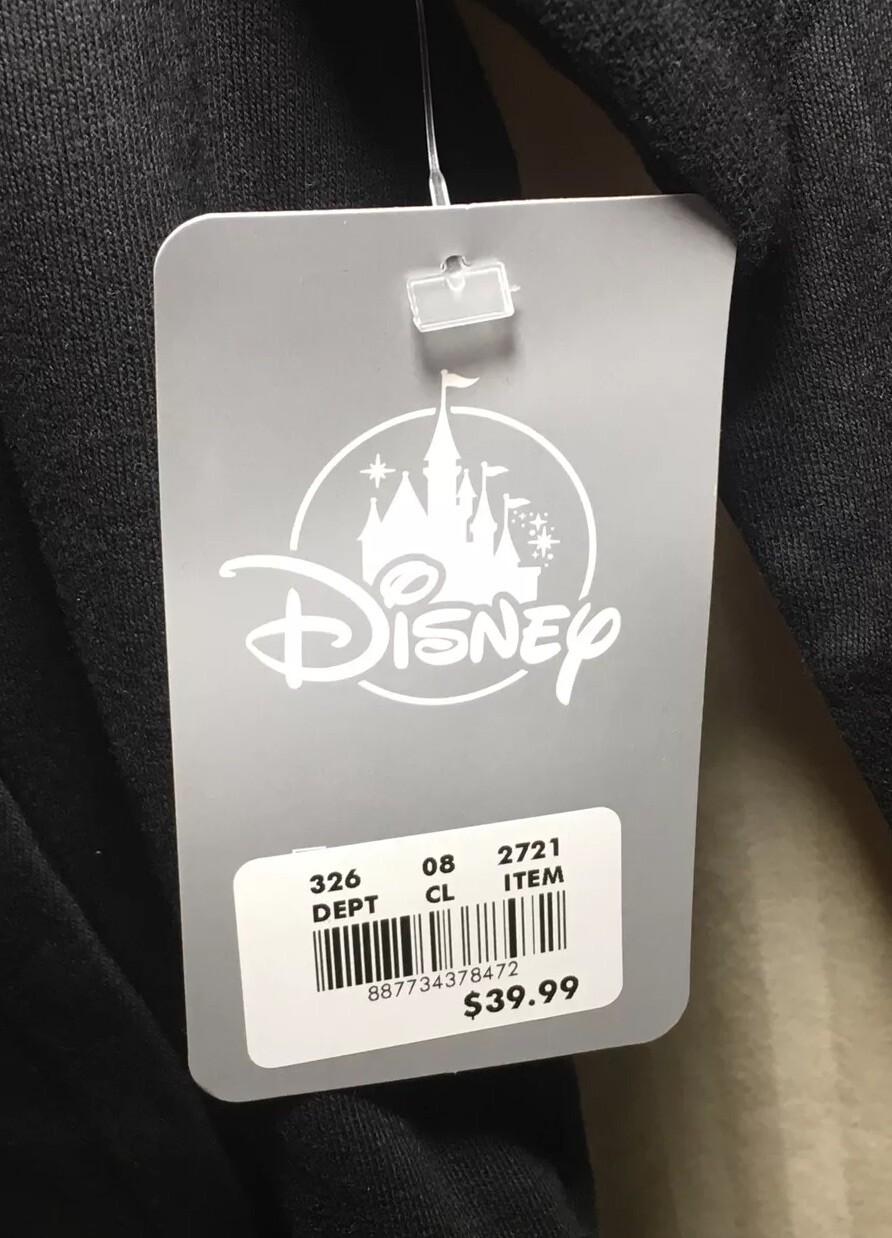 Disney
326 08 2721
DEPT CL ITEM
887734378472
$39.99